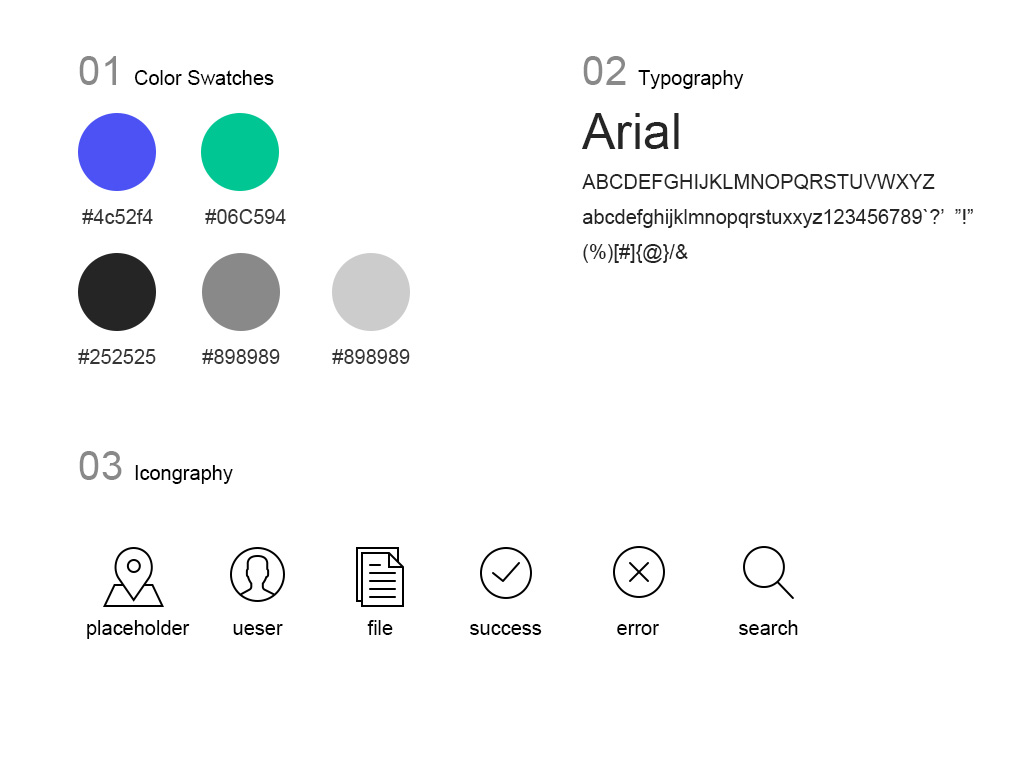 01 Color Swatches
#4c52f4 #06C594
#252525 #898989 #898989
02 Typography
Arial
ABCDEFGHIJKLMNOPQRSTUVWXYZ
abcdefghijklmnopqrstuxxyz123456789`?’ ”!”
(%)[#]{@}/&
03 Icongraphy
placeholder ueser file success error search